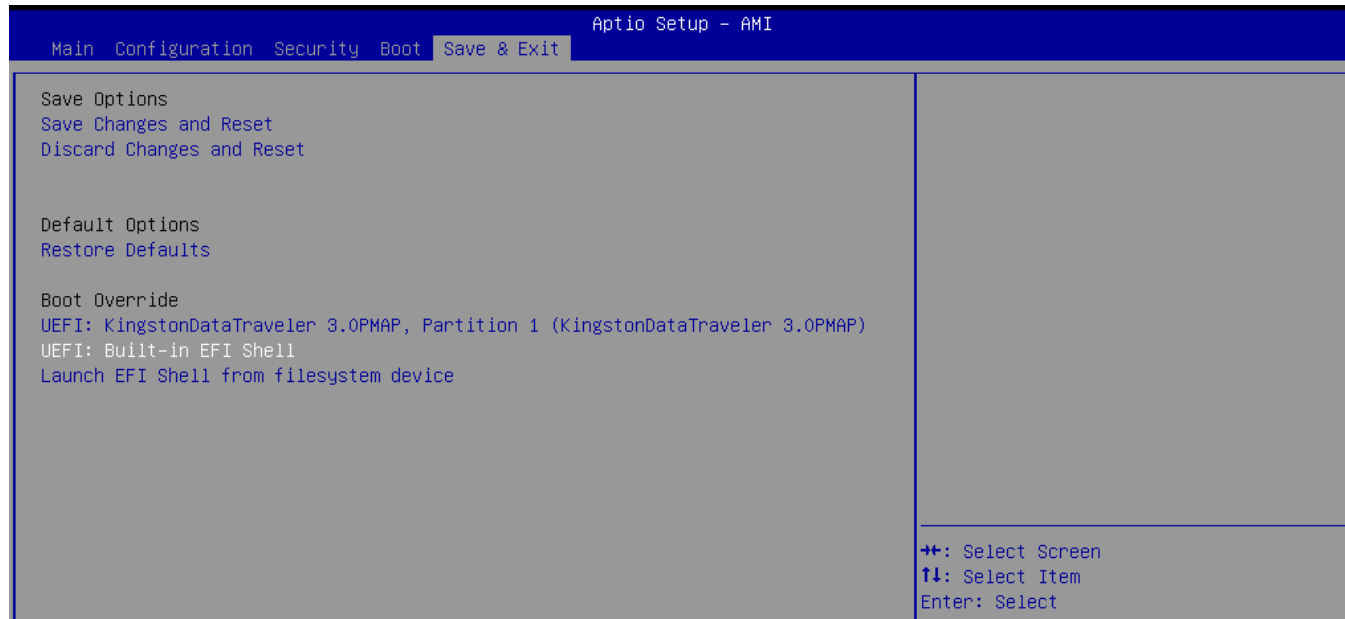 Aptio Setup – AMI
Main Configuration Security Boot Save & Exit
Save Options
Save Changes and Reset
Discard Changes and Reset
Default Options
Restore Defaults
Boot Override
UEFI: KingstonDataTraveler 3.0PMAP, Partition 1 (KingstonDataTraveler 3.0PMAP)
UEFI: Built-in EFI Shell
Launch EFI Shell from filesystem device
→←: Select Screen
↑↓: Select Item
Enter: Select